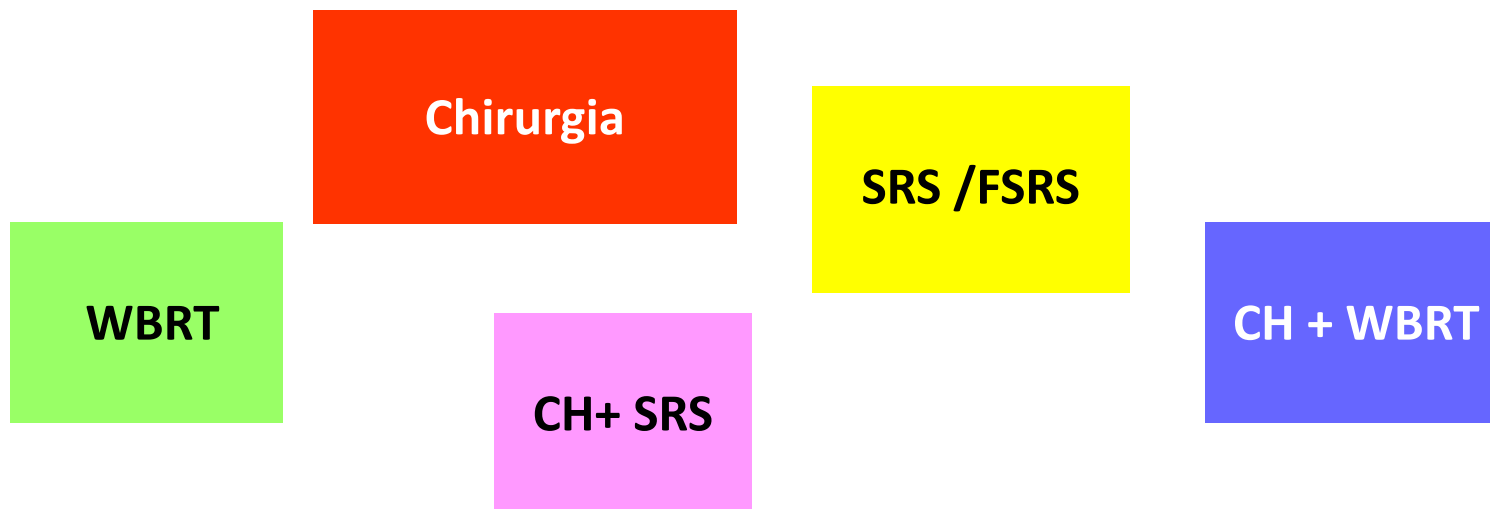 Chirurgia
SRS /FSRS
WBRT
CH + WBRT
CH+ SRS